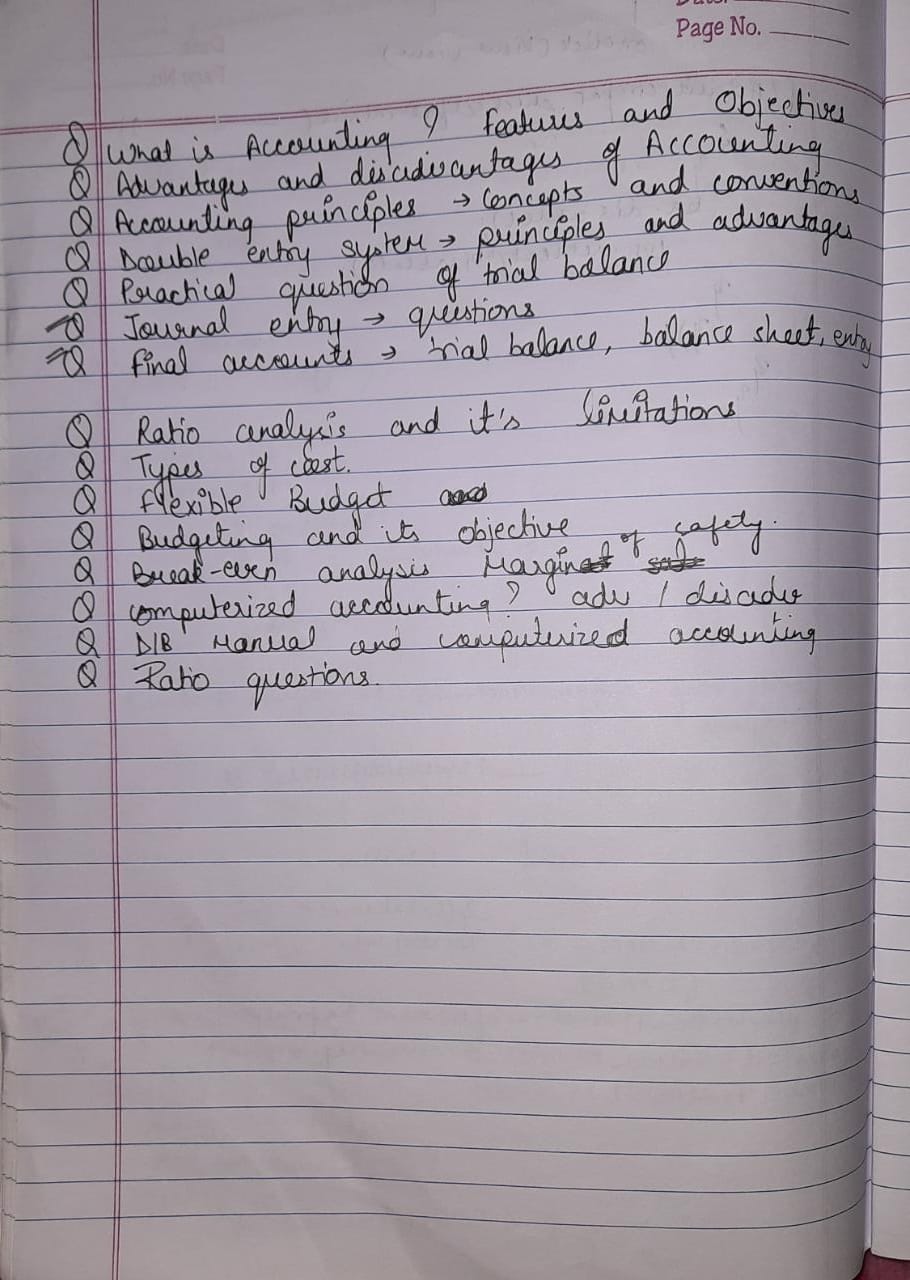 Page No.
Q What is Accounting ? Features and Objectives
Q Advantages and disadvantages of Accounting
Q Accounting principles → concepts and conventions
Q Double entry system → principles and advantages
Q Practical question of trial balance
Q Journal entry → questions
Q Final accounts → trial balance, balance sheet, entry
Q Ratio analysis and it's limitations
Q Types of cost.
Q Flexible Budget
Q Budgeting and its objective
Q Break-even analysis Margin of safety.
Q computerized accounting ? adv / disadv
Q D/B Manual and computerized accounting
Q Ratio questions.